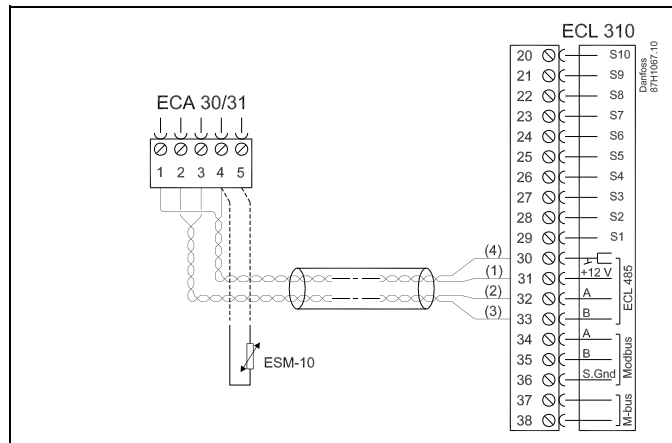 ECL 310
Danfoss
87H1067.10
20 S10
21 S9
22 S8
23 S7
24 S6
25 S5
26 S4
27 S3
28 S2
29 S1
(4) 30
(1) 31 +12 V
(2) 32 A
(3) 33 B
ECL 485
34 A
35 B
36 S.Gnd
Modbus
37
38
M-bus
ECA 30/31
1 2 3 4 5
ESM-10